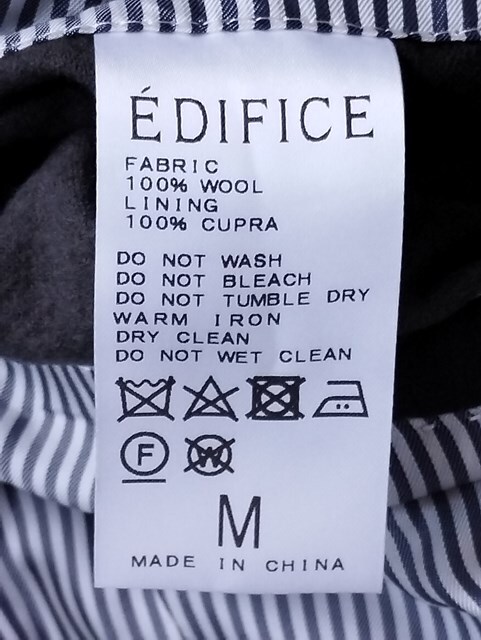 ÉDIFICE
FABRIC
100% WOOL
LINING
100% CUPRA
DO NOT WASH
DO NOT BLEACH
DO NOT TUMBLE DRY
WARM IRON
DRY CLEAN
DO NOT WET CLEAN
F W
M
MADE IN CHINA